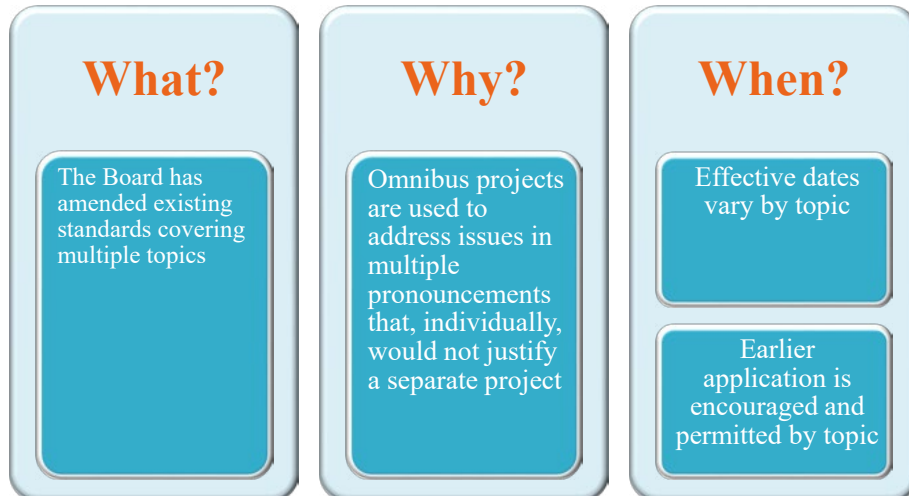 What?
The Board has
amended existing
standards covering
multiple topics
Why?
Omnibus projects
are used to
address issues in
multiple
pronouncements
that, individually,
would not justify
a separate project
When?
Effective dates
vary by topic
Earlier
application is
encouraged and
permitted by topic